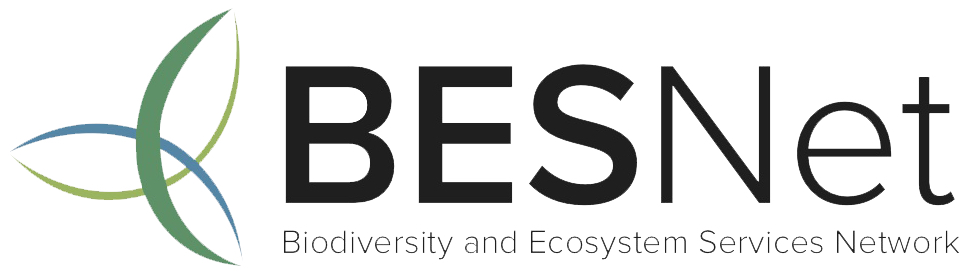 BESNet
Biodiversity and Ecosystem Services Network